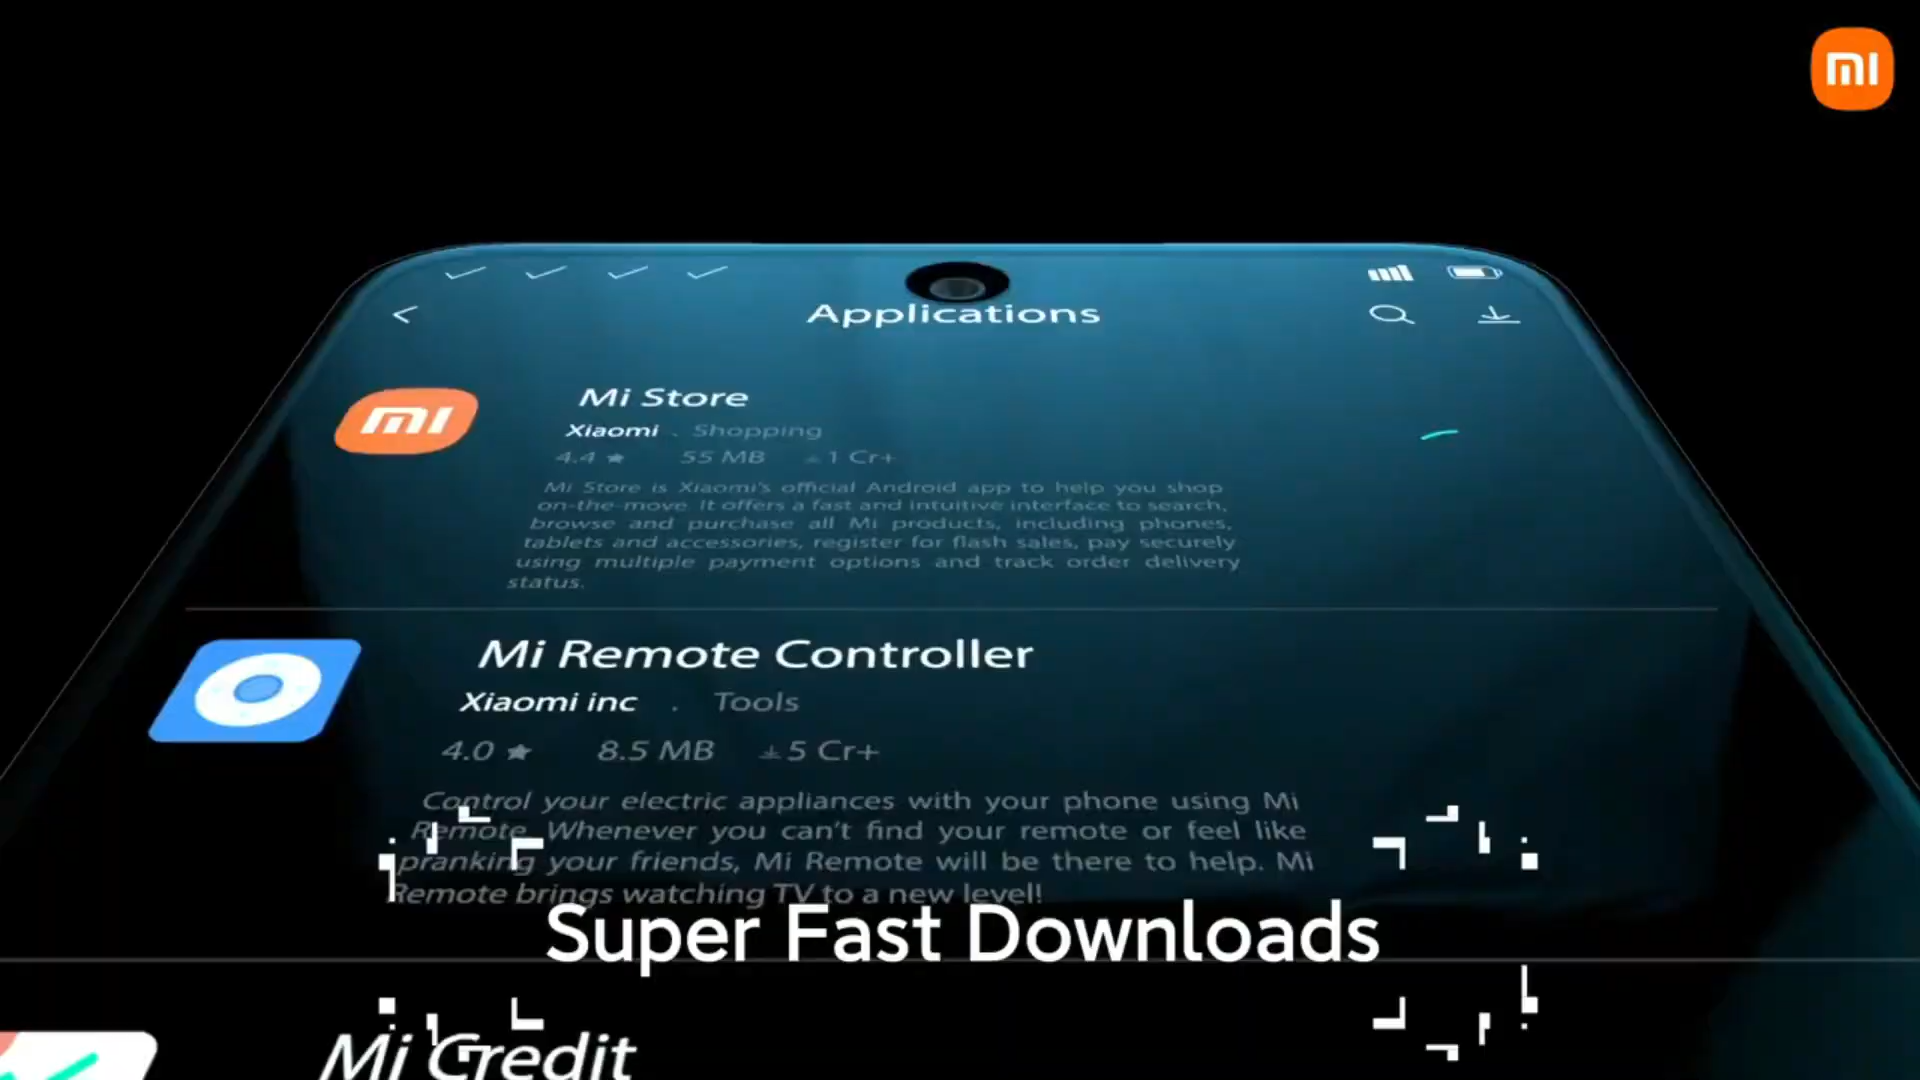 mi
Applications
mi
Mi Store
Xiaomi . Shopping
4.4 ★ 55 MB 1 Cr+
Mi Store is Xiaomi's official Android app to help you shop
on-the-move. It offers a fast and intuitive interface to search,
browse and purchase all Mi products, including phones,
tablets and accessories, register for flash sales, pay securely
using multiple payment options and track order delivery
status.
Mi Remote Controller
Xiaomi inc . Tools
4.0 ★ 8.5 MB 5 Cr+
Control your electric appliances with your phone using Mi
Remote. Whenever you can't find your remote or feel like
pranking your friends, Mi Remote will be there to help. Mi
Remote brings watching TV to a new level!
Super Fast Downloads
Mi Credit